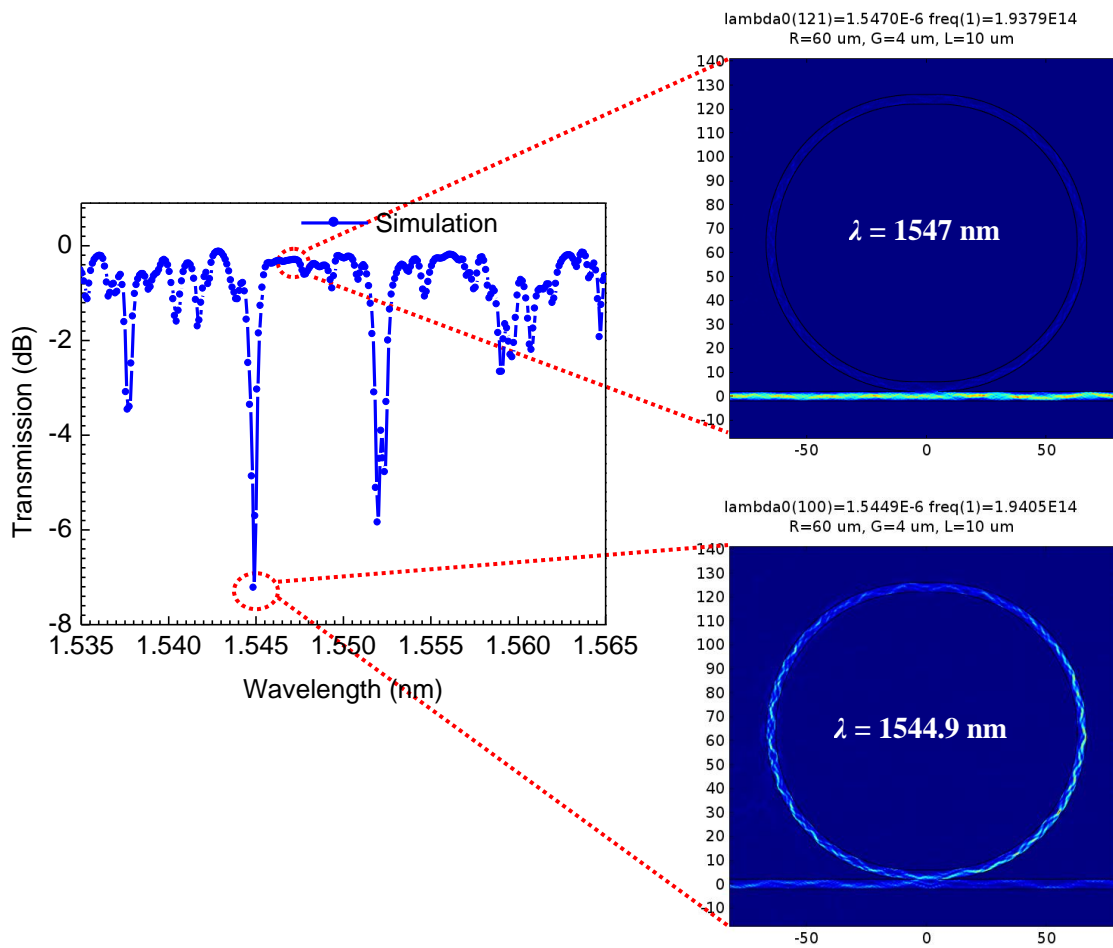 lambda0(121)=1.5470E-6 freq(1)=1.9379E14
R=60 um, G=4 um, L=10 um
140
130
120
100
90
80
70
60
50
40
30
20
10
0
-10
-50 0 50
λ = 1547 nm
Simulation
0
-2
-4
-6
-8
Transmission (dB)
1.535 1.540 1.545 1.550 1.555 1.560 1.565
Wavelength (nm)
lambda0(100)=1.5449E-6 freq(1)=1.9405E14
R=60 um, G=4 um, L=10 um
140
130
120
100
90
80
70
60
50
40
30
20
10
0
-10
-50 0 50
λ = 1544.9 nm